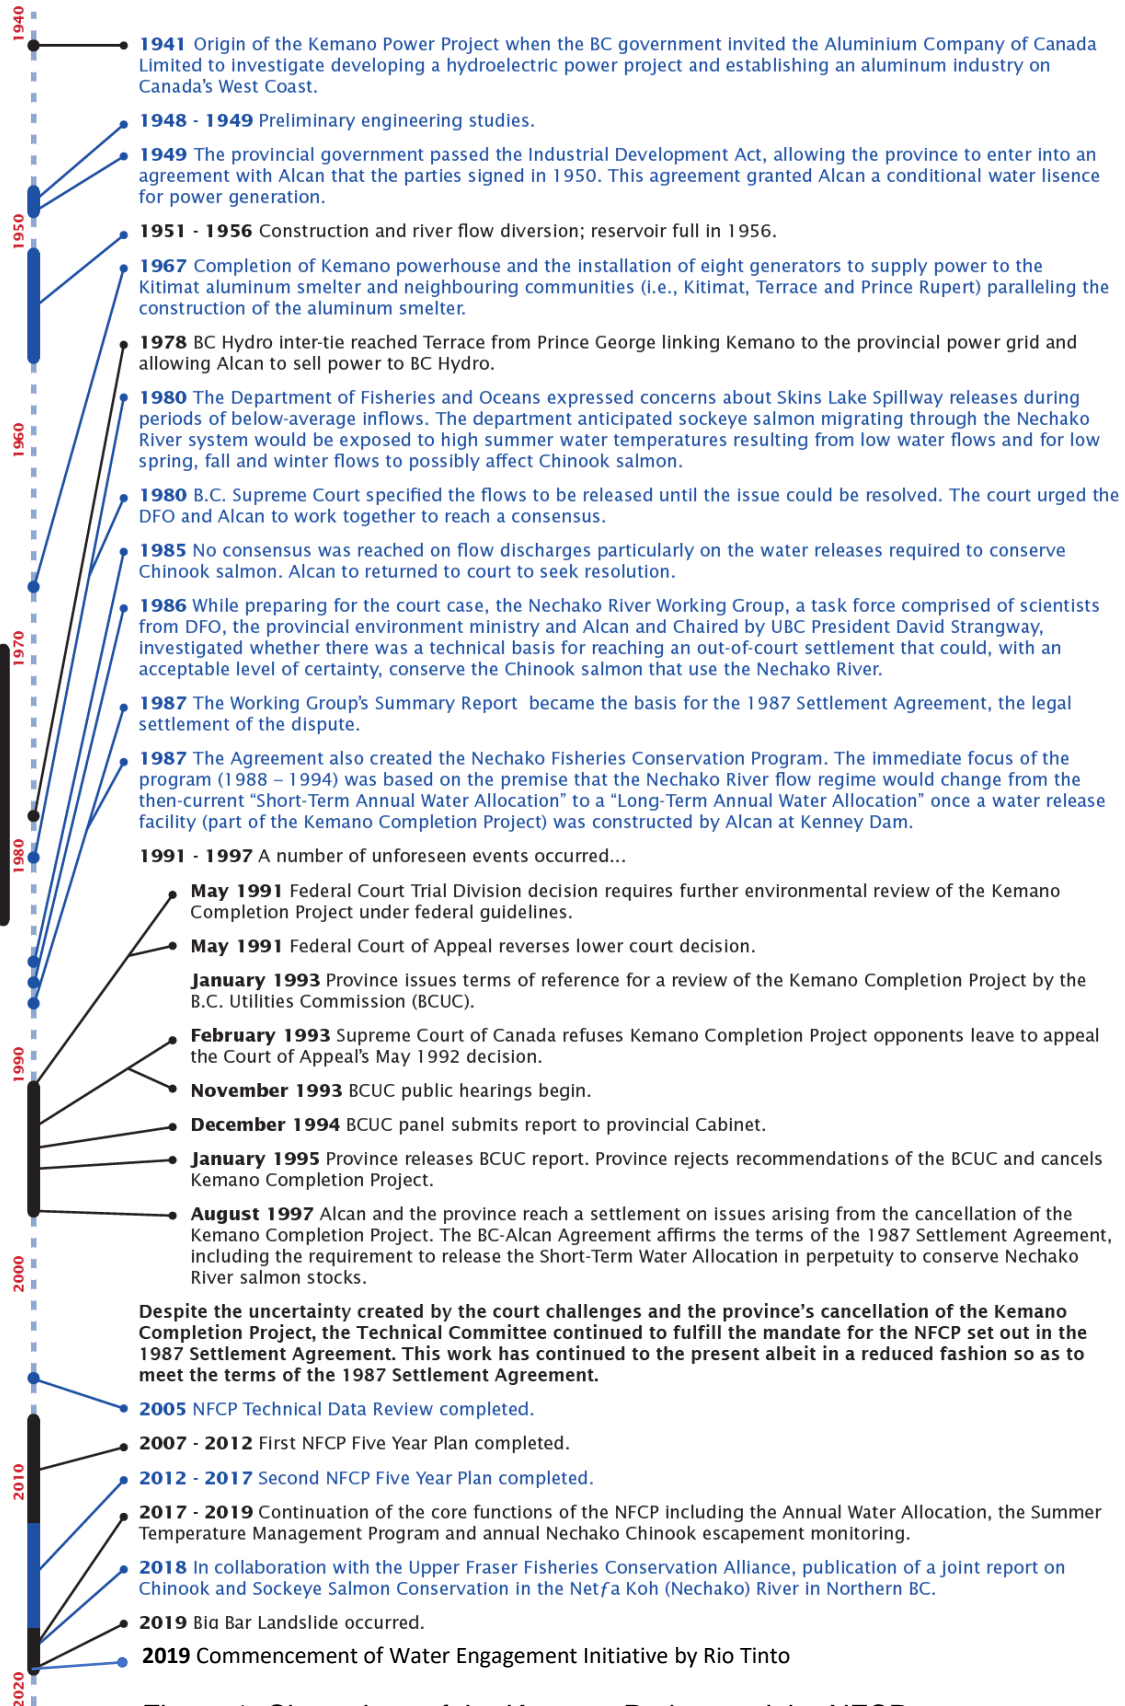 1940
1941 Origin of the Kemano Power Project when the BC government invited the Aluminium Company of Canada
Limited to investigate developing a hydroelectric power project and establishing an aluminum industry on
Canada's West Coast.
1948 - 1949 Preliminary engineering studies.
1949 The provincial government passed the Industrial Development Act, allowing the province to enter into an
agreement with Alcan that the parties signed in 1950. This agreement granted Alcan a conditional water lisence
for power generation.
1950
1951 - 1956 Construction and river flow diversion; reservoir full in 1956.
1967 Completion of Kemano powerhouse and the installation of eight generators to supply power to the
Kitimat aluminum smelter and neighbouring communities (i.e., Kitimat, Terrace and Prince Rupert) paralleling the
construction of the aluminum smelter.
1978 BC Hydro inter-tie reached Terrace from Prince George linking Kemano to the provincial power grid and
allowing Alcan to sell power to BC Hydro.
1980 The Department of Fisheries and Oceans expressed concerns about Skins Lake Spillway releases during
periods of below-average inflows. The department anticipated sockeye salmon migrating through the Nechako
River system would be exposed to high summer water temperatures resulting from low water flows and for low
spring, fall and winter flows to possibly affect Chinook salmon.
1960
1980 B.C. Supreme Court specified the flows to be released until the issue could be resolved. The court urged the
DFO and Alcan to work together to reach a consensus.
1985 No consensus was reached on flow discharges particularly on the water releases required to conserve
Chinook salmon. Alcan to returned to court to seek resolution.
1986 While preparing for the court case, the Nechako River Working Group, a task force comprised of scientists
from DFO, the provincial environment ministry and Alcan and Chaired by UBC President David Strangway,
investigated whether there was a technical basis for reaching an out-of-court settlement that could, with an
acceptable level of certainty, conserve the Chinook salmon that use the Nechako River.
1970
1987 The Working Group's Summary Report became the basis for the 1987 Settlement Agreement, the legal
settlement of the dispute.
1987 The Agreement also created the Nechako Fisheries Conservation Program. The immediate focus of the
program (1988 – 1994) was based on the premise that the Nechako River flow regime would change from the
then-current "Short-Term Annual Water Allocation" to a "Long-Term Annual Water Allocation" once a water release
facility (part of the Kemano Completion Project) was constructed by Alcan at Kenney Dam.
1980
1991 - 1997 A number of unforeseen events occurred...
May 1991 Federal Court Trial Division decision requires further environmental review of the Kemano
Completion Project under federal guidelines.
May 1991 Federal Court of Appeal reverses lower court decision.
January 1993 Province issues terms of reference for a review of the Kemano Completion Project by the
B.C. Utilities Commission (BCUC).
February 1993 Supreme Court of Canada refuses Kemano Completion Project opponents leave to appeal
the Court of Appeal's May 1992 decision.
1990
November 1993 BCUC public hearings begin.
December 1994 BCUC panel submits report to provincial Cabinet.
January 1995 Province releases BCUC report. Province rejects recommendations of the BCUC and cancels
Kemano Completion Project.
August 1997 Alcan and the province reach a settlement on issues arising from the cancellation of the
Kemano Completion Project. The BC-Alcan Agreement affirms the terms of the 1987 Settlement Agreement,
including the requirement to release the Short-Term Water Allocation in perpetuity to conserve Nechako
River salmon stocks.
2000
Despite the uncertainty created by the court challenges and the province's cancellation of the Kemano
Completion Project, the Technical Committee continued to fulfill the mandate for the NFCP set out in the
1987 Settlement Agreement. This work has continued to the present albeit in a reduced fashion so as to
meet the terms of the 1987 Settlement Agreement.
2005 NFCP Technical Data Review completed.
2007 - 2012 First NFCP Five Year Plan completed.
2010
2012 - 2017 Second NFCP Five Year Plan completed.
2017 - 2019 Continuation of the core functions of the NFCP including the Annual Water Allocation, the Summer
Temperature Management Program and annual Nechako Chinook escapement monitoring.
2018 In collaboration with the Upper Fraser Fisheries Conservation Alliance, publication of a joint report on
Chinook and Sockeye Salmon Conservation in the Netƒa Koh (Nechako) River in Northern BC.
2019 Big Bar Landslide occurred.
2019 Commencement of Water Engagement Initiative by Rio Tinto
2020